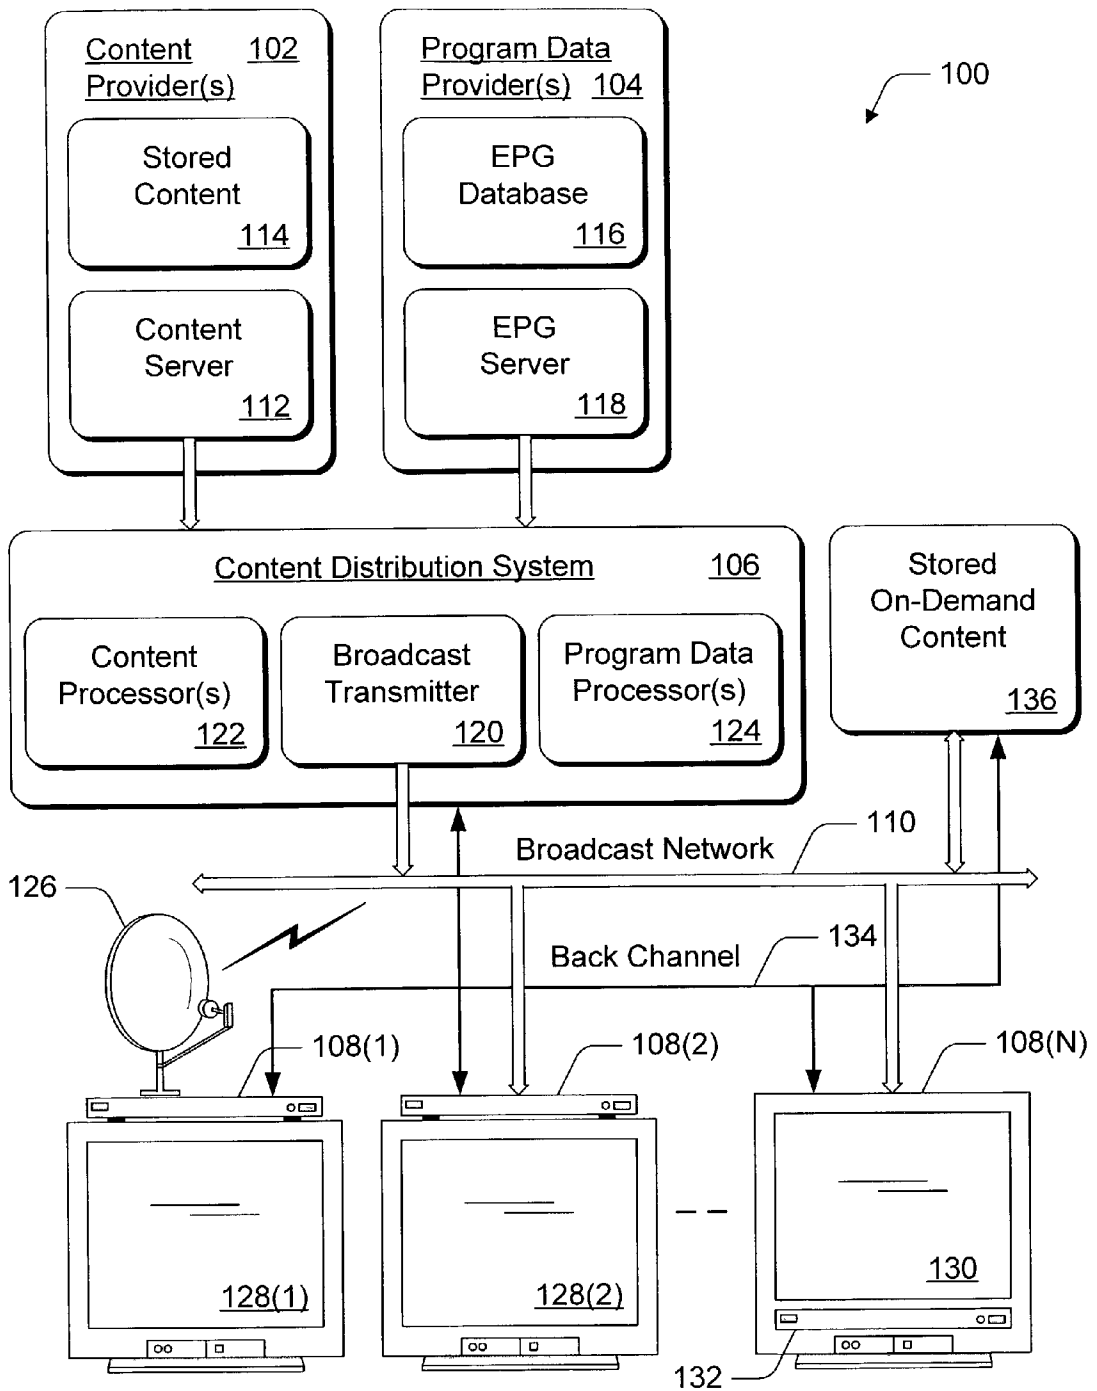 Content 102
Provider(s)
Stored
Content
114
Content
Server
112
Program Data
Provider(s) 104
EPG
Database
116
EPG
Server
118
100
Content Distribution System 106
Content
Processor(s)
122
Broadcast
Transmitter
120
Program Data
Processor(s)
124
Stored
On-Demand
Content
136
110
Broadcast Network
126
134
Back Channel
108(1)
108(2)
108(N)
128(1)
128(2)
130
132